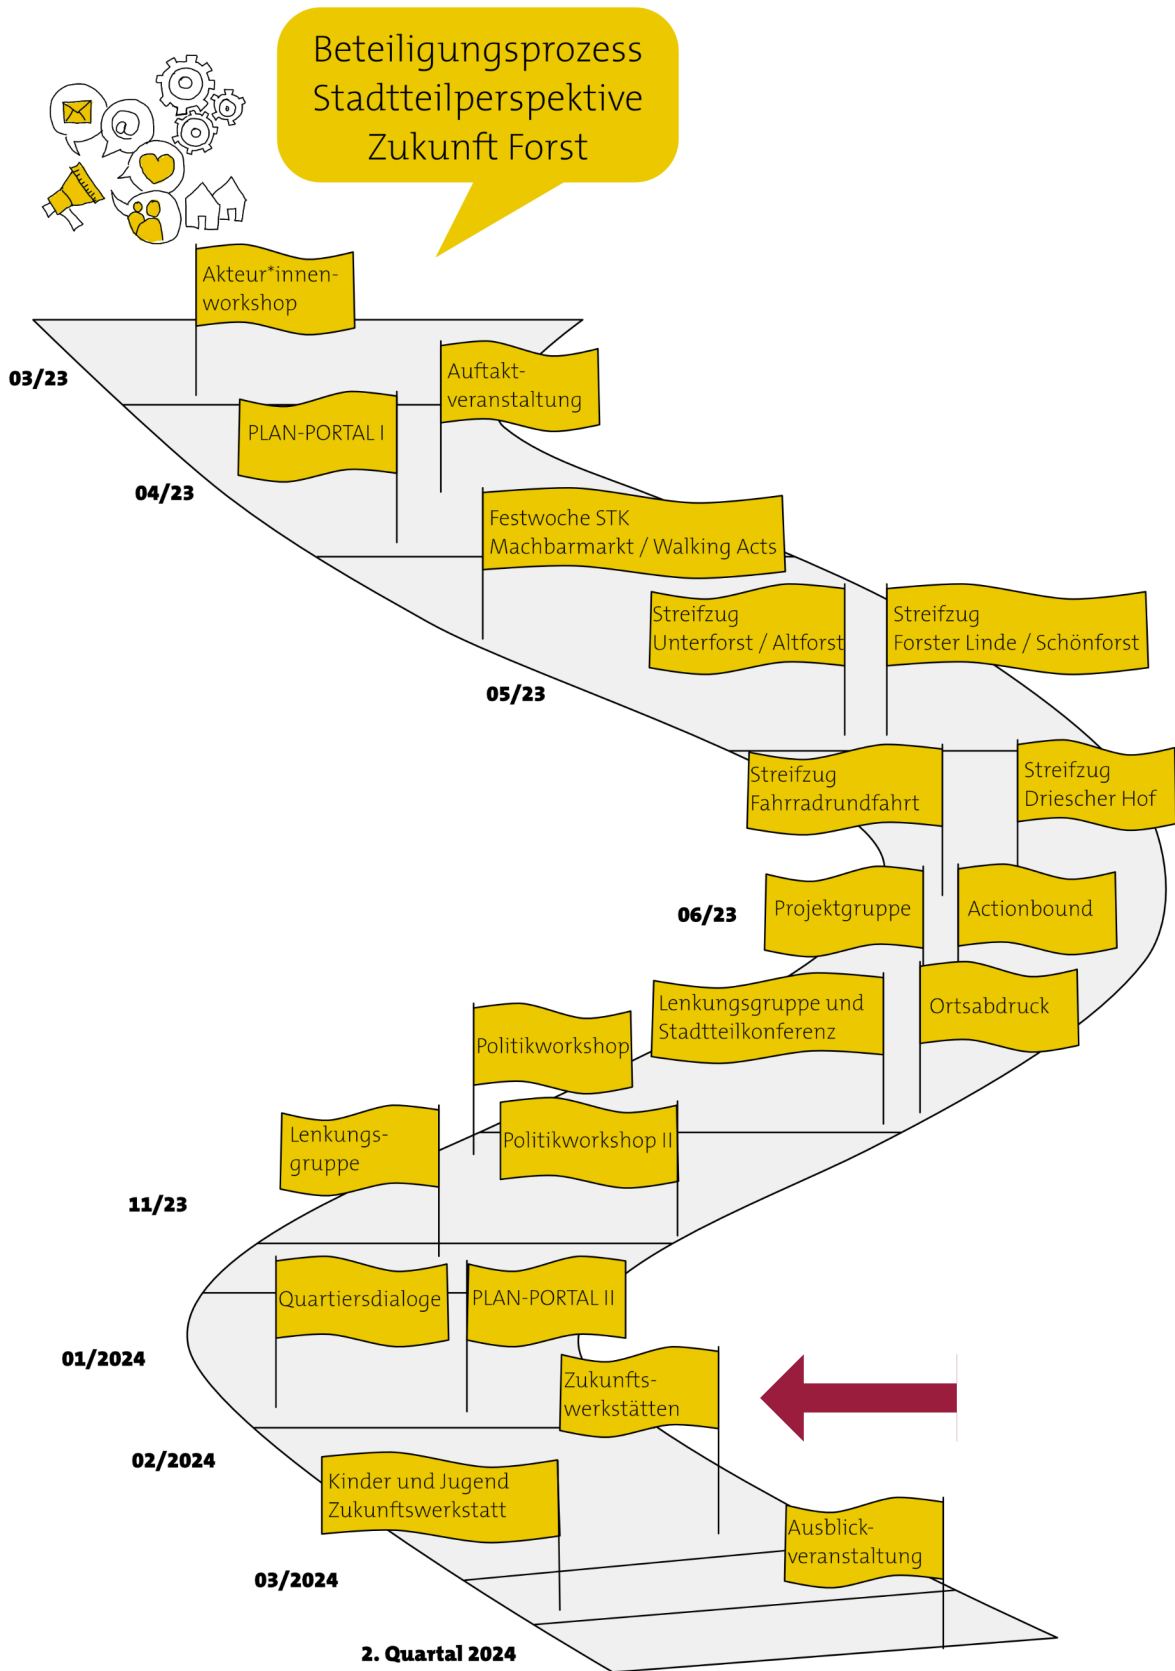 Beteiligungsprozess
Stadtteilperspektive
Zukunft Forst
@
Akteur*innen-
workshop
03/23
Auftakt-
veranstaltung
PLAN-PORTAL I
04/23
Festwoche STK
Machbarmarkt / Walking Acts
Streifzug
Unterforst / Altforst
Streifzug
Forster Linde / Schönforst
05/23
Streifzug
Fahrradrundfahrt
Streifzug
Driescher Hof
06/23
Projektgruppe
Actionbound
Lenkungsgruppe und
Stadtteilkonferenz
Ortsabdruck
Politikworkshop
Lenkungs-
gruppe
Politikworkshop II
11/23
Quartiersdialoge
PLAN-PORTAL II
01/2024
Zukunfts-
werkstätten
02/2024
Kinder und Jugend
Zukunftswerkstatt
Ausblick-
veranstaltung
03/2024
2. Quartal 2024